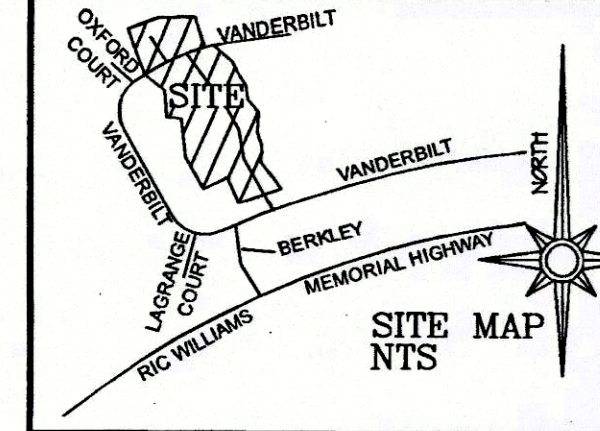 OXFORD
COURT
VANDERBILT
SITE
VANDERBILT
VANDERBILT
NORTH
LAGRANGE
COURT
BERKLEY
RIC WILLIAMS MEMORIAL HIGHWAY
SITE MAP
NTS